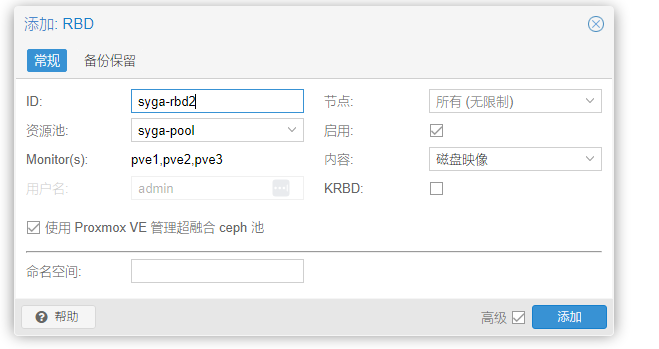 添加: RBD
常规 备份保留
ID: syga-rbd2 节点: 所有 (无限制)
资源池: syga-pool 启用:
Monitor(s): pve1,pve2,pve3 内容: 磁盘映像
用户名: admin KRBD:
使用 Proxmox VE 管理超融合 ceph 池
命名空间:
帮助 高级 添加